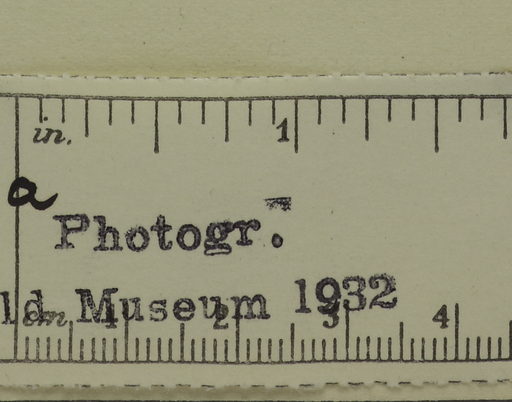 in. 1
a
Photogr.
ld Museum 1932
cm 1 2 3 4